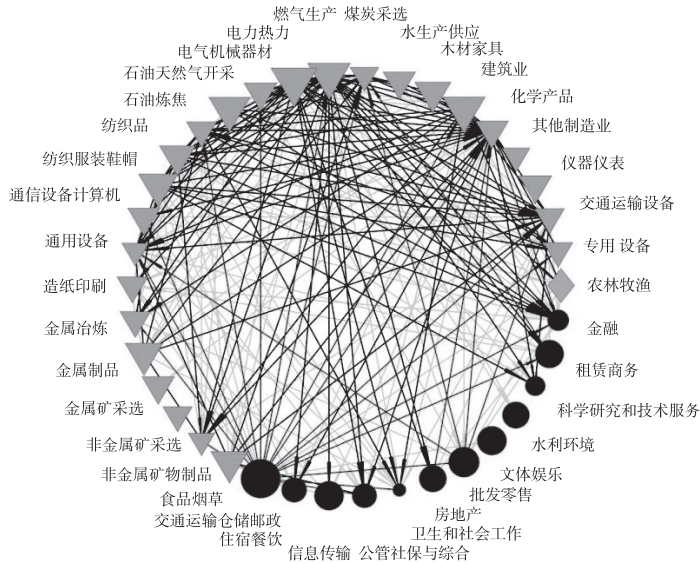 燃气生产 煤炭采选
电力热力
水生产供应
电气机械器材
木材家具
石油天然气开采
建筑业
石油炼焦
化学产品
纺织品
其他制造业
纺织服装鞋帽
仪器仪表
通信设备计算机
交通运输设备
通用设备
专用 设备
造纸印刷
农林牧渔
金属冶炼
金融
金属制品
租赁商务
金属矿采选
科学研究和技术服务
非金属矿采选
水利环境
非金属矿物制品
文体娱乐
食品烟草
批发零售
交通运输仓储邮政
房地产
住宿餐饮
卫生和社会工作
信息传输 公管社保与综合